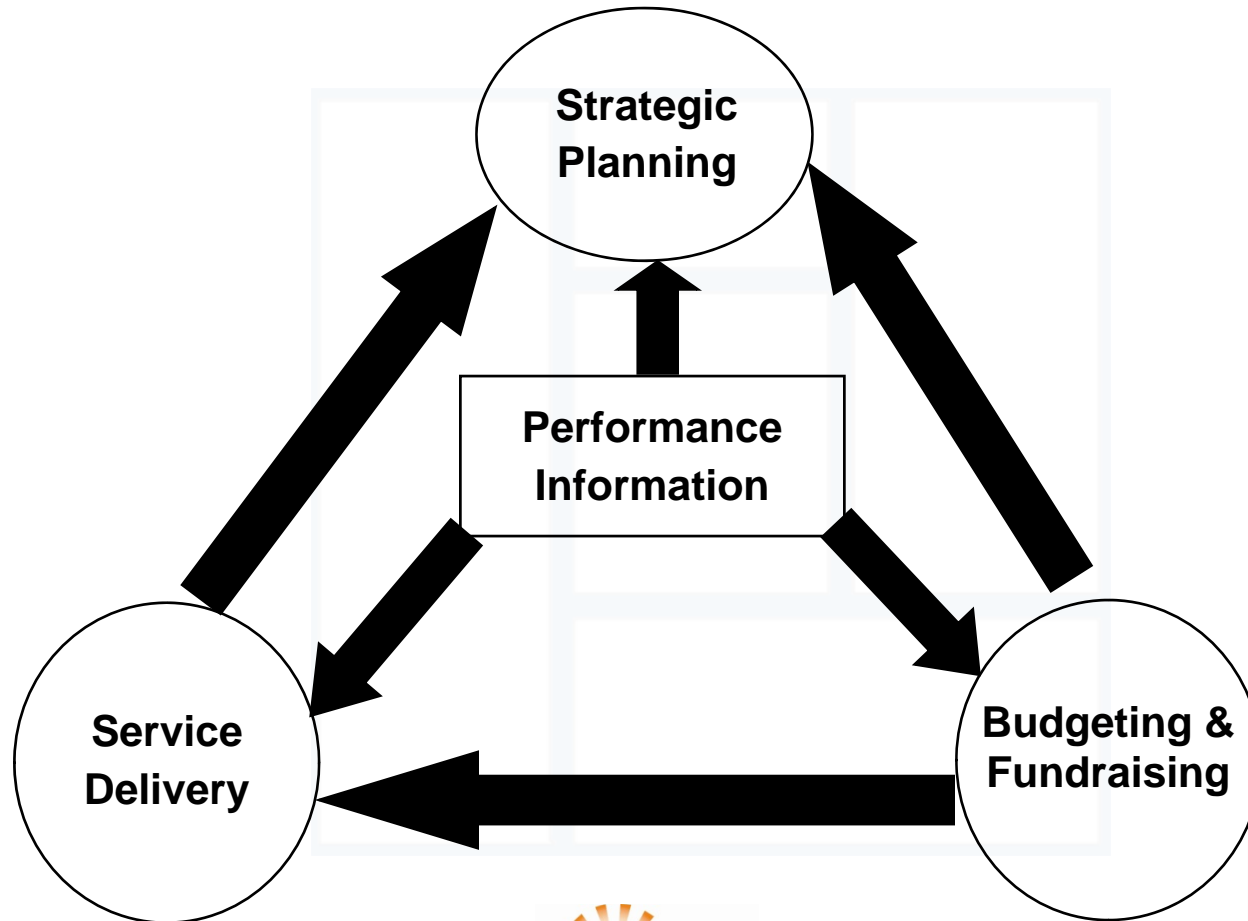 Strategic
Planning
Performance
Information
Service
Delivery
Budgeting &
Fundraising